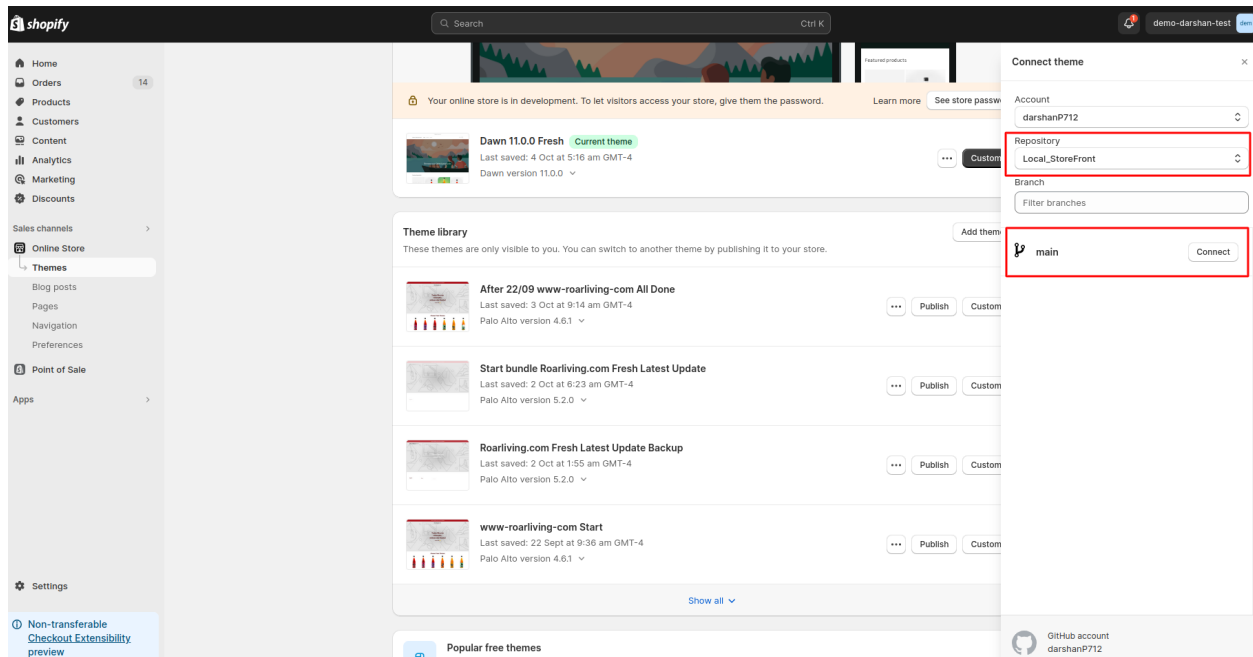 shopify
Search
Ctrl K
1
demo-darshan-test
dem
Home
Orders
14
Products
Customers
Content
Analytics
Marketing
Discounts
Sales channels
Online Store
Themes
Blog posts
Pages
Navigation
Preferences
Point of Sale
Apps
Settings
Non-transferable
Checkout Extensibility
preview
Featured products
Your online store is in development. To let visitors access your store, give them the password.
Learn more
See store passw
Dawn 11.0.0 Fresh
Current theme
Last saved: 4 Oct at 5:16 am GMT-4
Dawn version 11.0.0
Custom
Theme library
Add them
These themes are only visible to you. You can switch to another theme by publishing it to your store.
After 22/09 www-roarliving-com All Done
Last saved: 3 Oct at 9:14 am GMT-4
Palo Alto version 4.6.1
Publish
Custom
Start bundle Roarliving.com Fresh Latest Update
Last saved: 2 Oct at 6:23 am GMT-4
Palo Alto version 5.2.0
Publish
Custom
Roarliving.com Fresh Latest Update Backup
Last saved: 2 Oct at 1:55 am GMT-4
Palo Alto version 5.2.0
Publish
Custom
www-roarliving-com Start
Last saved: 22 Sept at 9:36 am GMT-4
Palo Alto version 4.6.1
Publish
Custom
Show all
Popular free themes
Connect theme
Account
darshanP712
Repository
Local_StoreFront
Branch
Filter branches
main
Connect
GitHub account
darshanP712